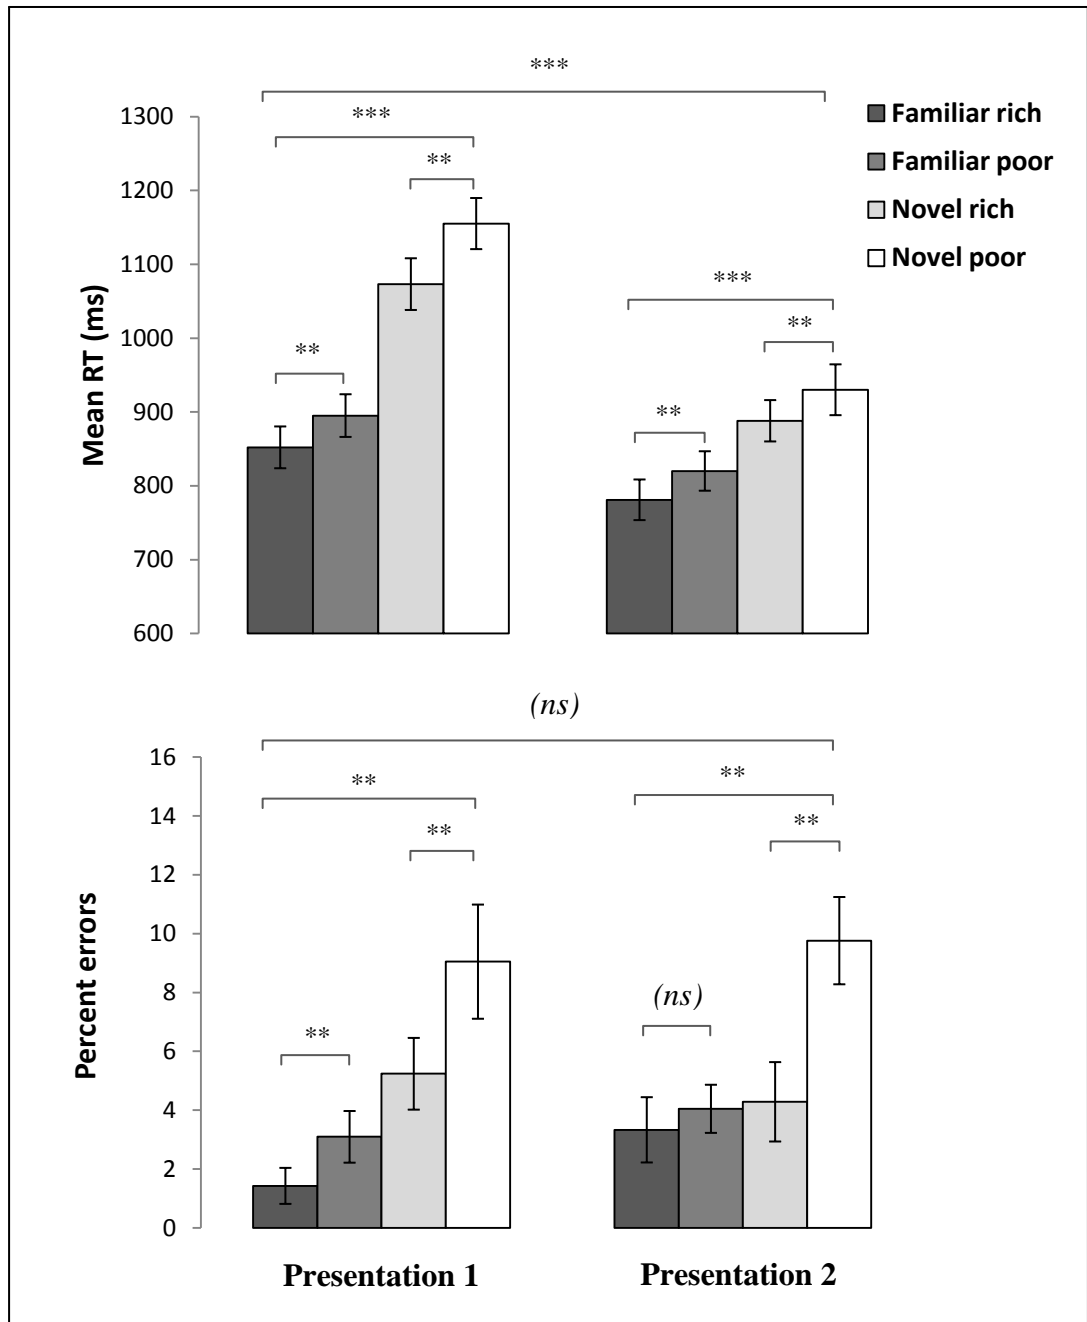 ***
1300
***
Familiar rich
**
Familiar poor
1200
Novel rich
1100
Novel poor
***
1000
**
**
900
**
800
700
600
Mean RT (ms)
(ns)
16
**
**
14
**
**
12
10
(ns)
8
**
6
4
2
0
Percent errors
Presentation 1
Presentation 2